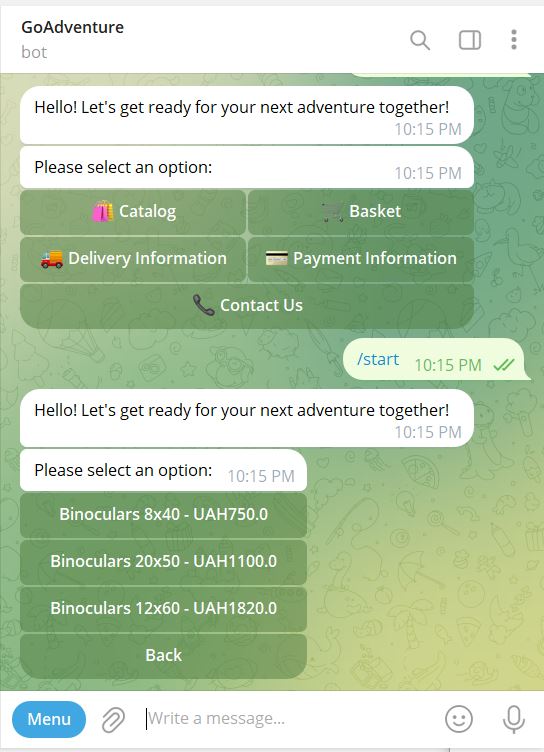 GoAdventure
bot
Hello! Let's get ready for your next adventure together!
10:15 PM
Please select an option:
10:15 PM
Catalog
Basket
Delivery Information
Payment Information
Contact Us
/start 10:15 PM
Hello! Let's get ready for your next adventure together!
10:15 PM
Please select an option: 10:15 PM
Binoculars 8x40 - UAH750.0
Binoculars 20x50 - UAH1100.0
Binoculars 12x60 - UAH1820.0
Back
Menu
Write a message...